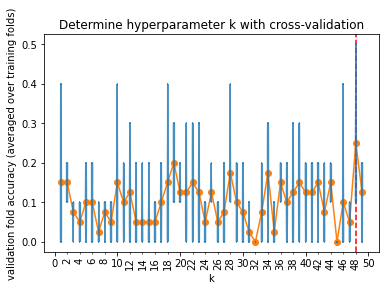 Determine hyperparameter k with cross-validation
validation fold accuracy (averaged over training folds)
0.5
0.4
0.3
0.2
0.1
0.0
0 2 4 6 8 10 12 14 16 18 20 22 24 26 28 30 32 34 36 38 40 42 44 46 48 50
k